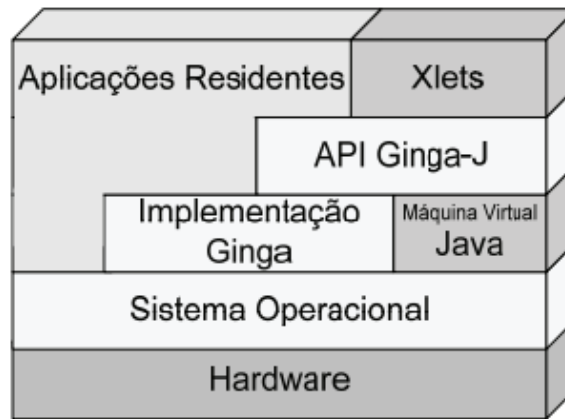 Aplicações Residentes
Xlets
API Ginga-J
Implementação
Ginga
Máquina Virtual
Java
Sistema Operacional
Hardware